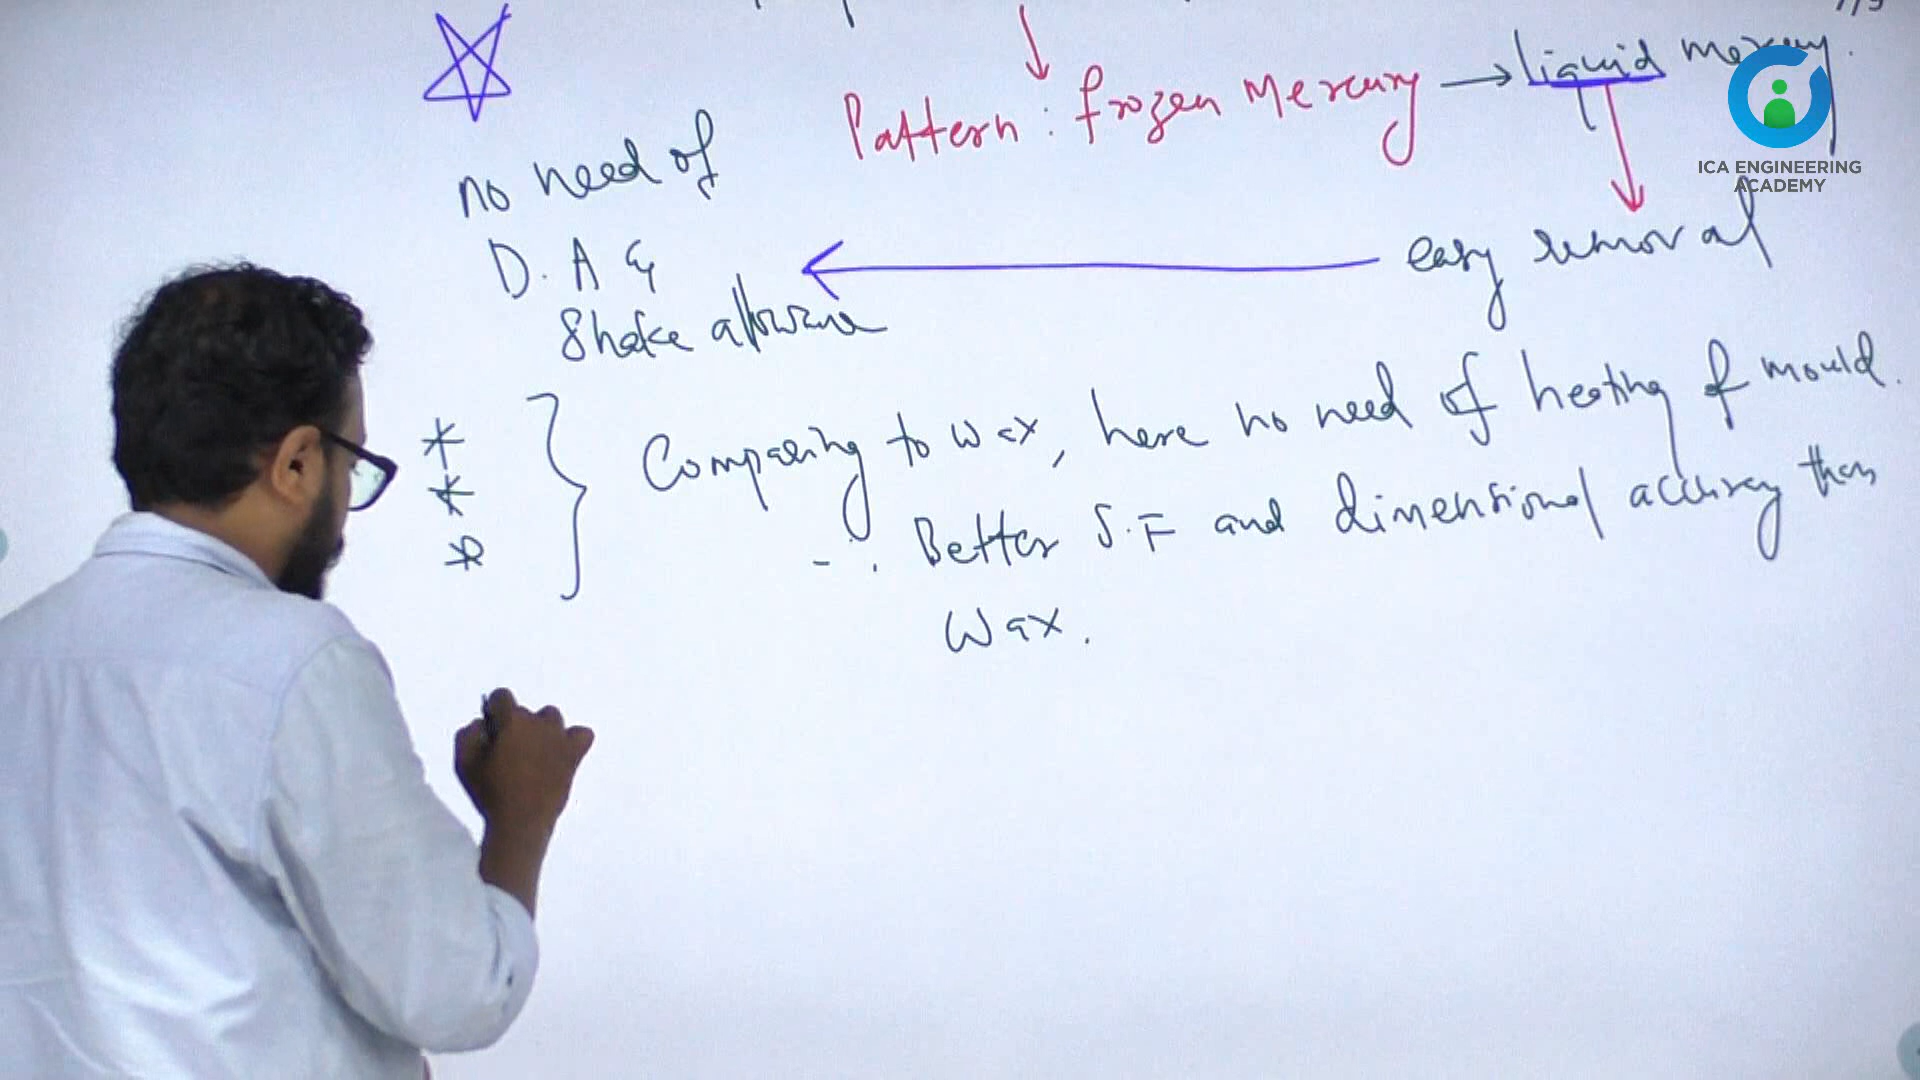 Pattern : frozen Mercury → liquid mercury.
ICA ENGINEERING
ACADEMY
no need of
D. A &
Shake allowance
easy removal
Comparing to wax, here no need of heating of mould.
∴ Better S.F and dimensional accuracy than
wax.